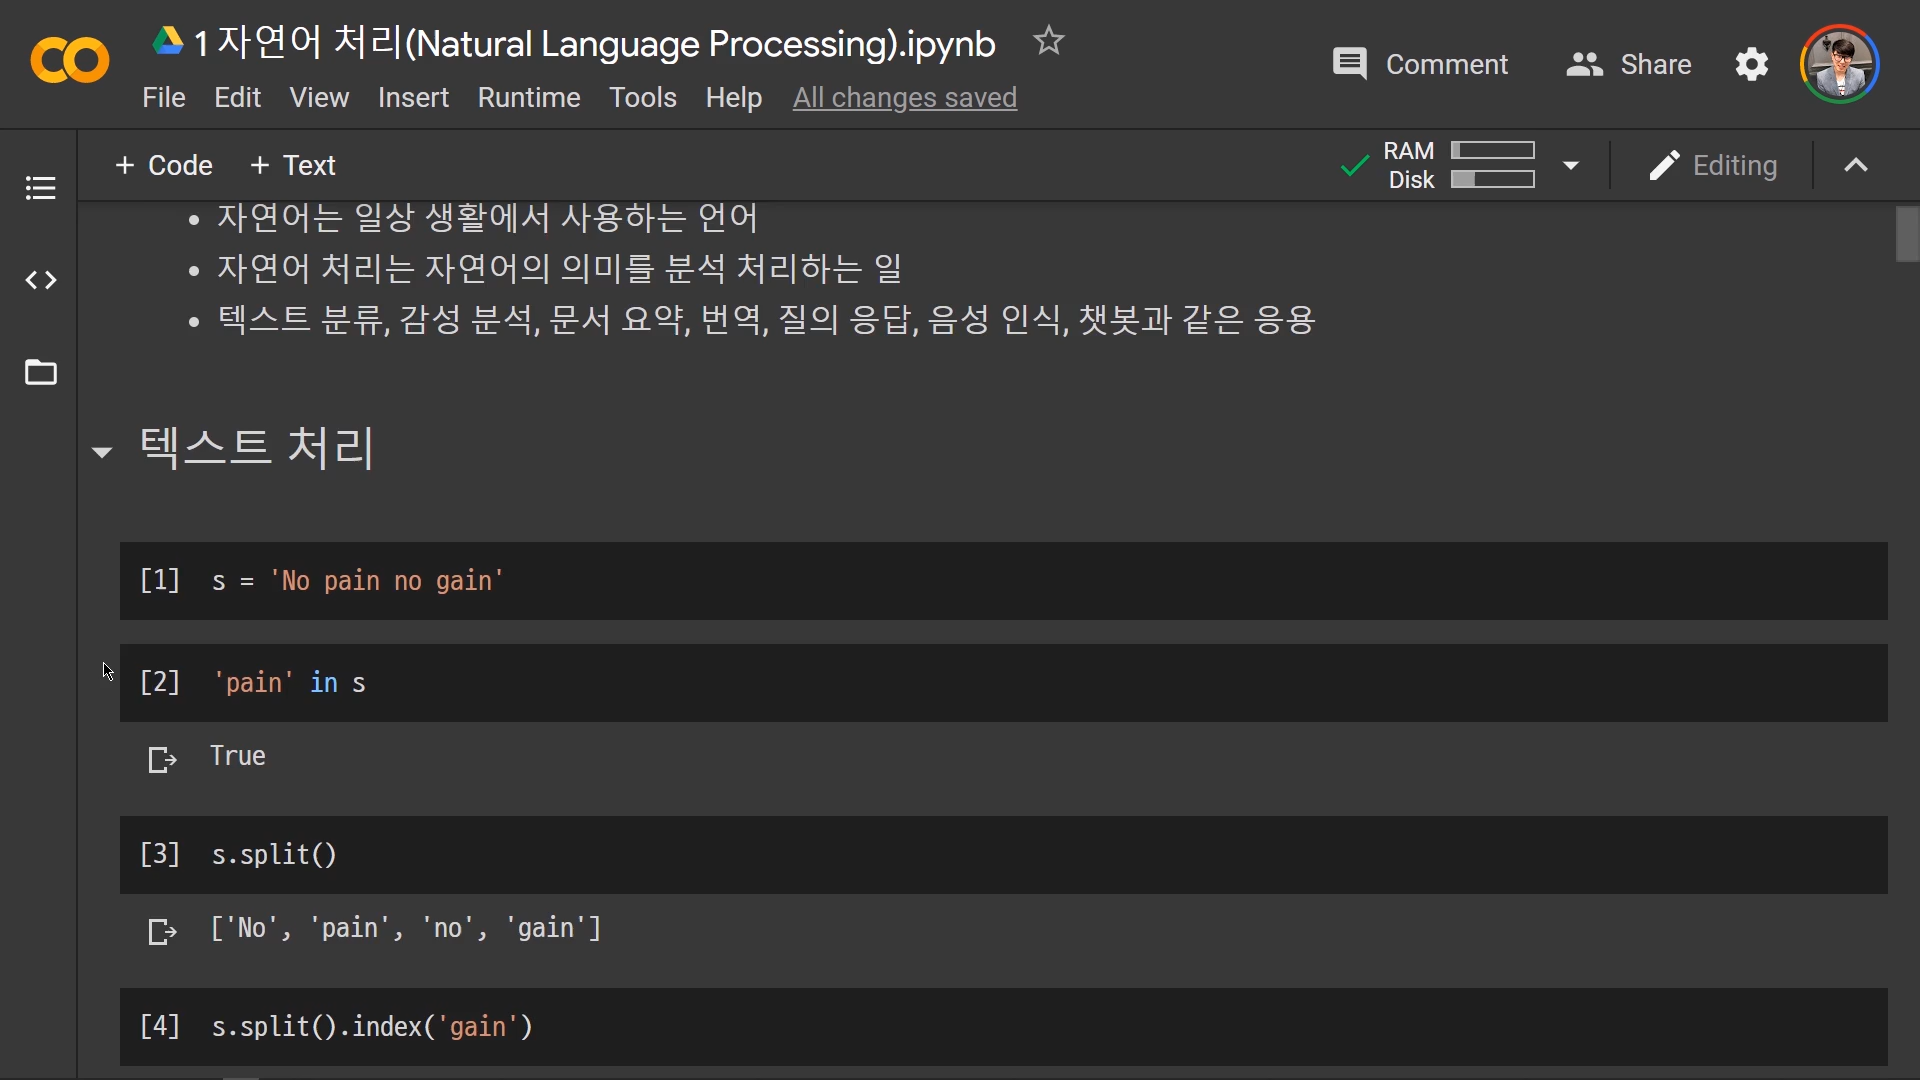 1 자연어 처리(Natural Language Processing).ipynb
Comment
Share
File Edit View Insert Runtime Tools Help All changes saved
+ Code + Text
RAM
Disk
Editing
• 자연어는 일상 생활에서 사용하는 언어
• 자연어 처리는 자연어의 의미를 분석 처리하는 일
• 텍스트 분류, 감성 분석, 문서 요약, 번역, 질의 응답, 음성 인식, 챗봇과 같은 응용
텍스트 처리
[1] s = 'No pain no gain'
[2] 'pain' in s
True
[3] s.split()
['No', 'pain', 'no', 'gain']
[4] s.split().index('gain')